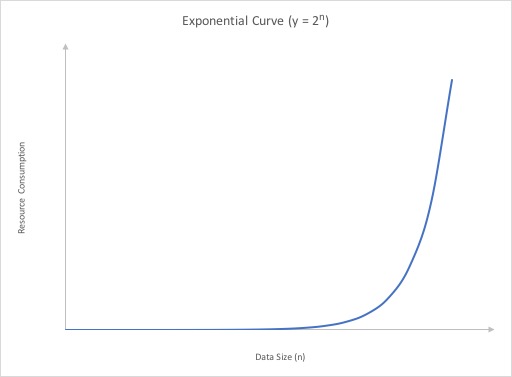 Exponential Curve (y = 2ⁿ)
Resource Consumption
Data Size (n)